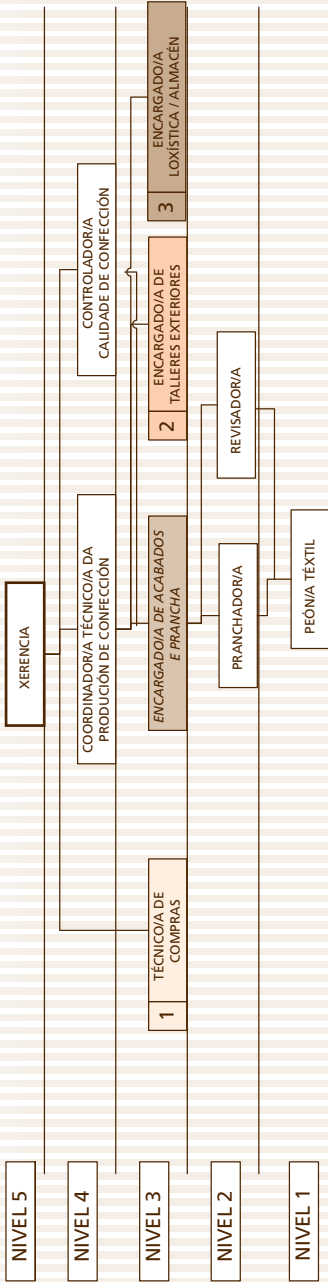 NIVEL 5
XERENCIA
NIVEL 4
COORDINADOR/A TÉCNICO/A DA
PRODUCIÓN DE CONFECCIÓN
CONTROLADOR/A
CALIDADE DE CONFECCIÓN
NIVEL 3
1
TÉCNICO/A DE
COMPRAS
ENCARGADO/A DE ACABADOS
E PRANCHA
2
ENCARGADO/A DE
TALLERES EXTERIORES
3
ENCARGADO/A
LOXÍSTICA / ALMACÉN
NIVEL 2
PRANCHADOR/A
REVISADOR/A
NIVEL 1
PEÓN/A TÉXTIL